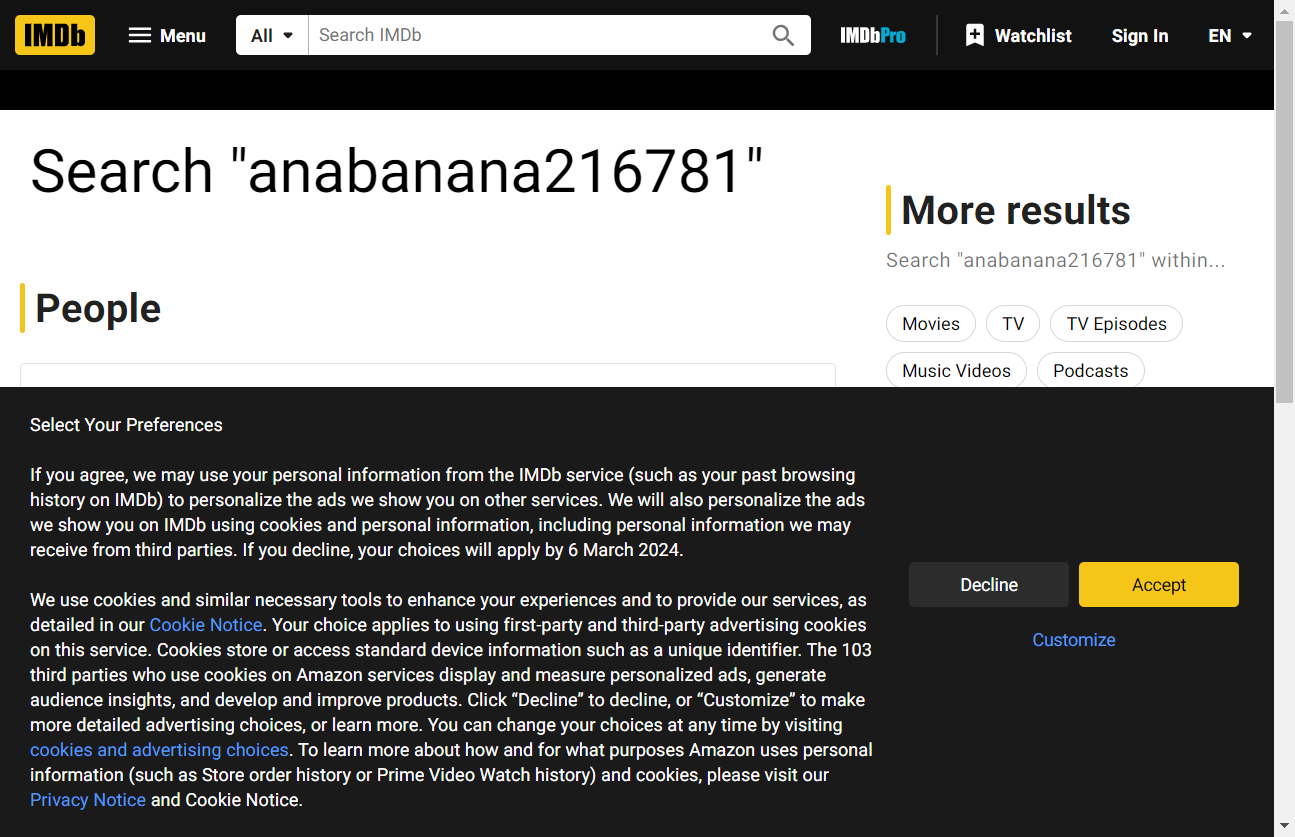 IMDb Menu All Search IMDb IMDbPro Watchlist Sign In EN
Search "anabanana216781"
People
More results
Search "anabanana216781" within...
Movies TV TV Episodes
Music Videos Podcasts
Select Your Preferences
If you agree, we may use your personal information from the IMDb service (such as your past browsing
history on IMDb) to personalize the ads we show you on other services. We will also personalize the ads
we show you on IMDb using cookies and personal information, including personal information we may
receive from third parties. If you decline, your choices will apply by 6 March 2024.
We use cookies and similar necessary tools to enhance your experiences and to provide our services, as
detailed in our Cookie Notice. Your choice applies to using first-party and third-party advertising cookies
on this service. Cookies store or access standard device information such as a unique identifier. The 103
third parties who use cookies on Amazon services display and measure personalized ads, generate
audience insights, and develop and improve products. Click “Decline” to decline, or “Customize” to make
more detailed advertising choices, or learn more. You can change your choices at any time by visiting
cookies and advertising choices. To learn more about how and for what purposes Amazon uses personal
information (such as Store order history or Prime Video Watch history) and cookies, please visit our
Privacy Notice and Cookie Notice.
Decline Accept
Customize